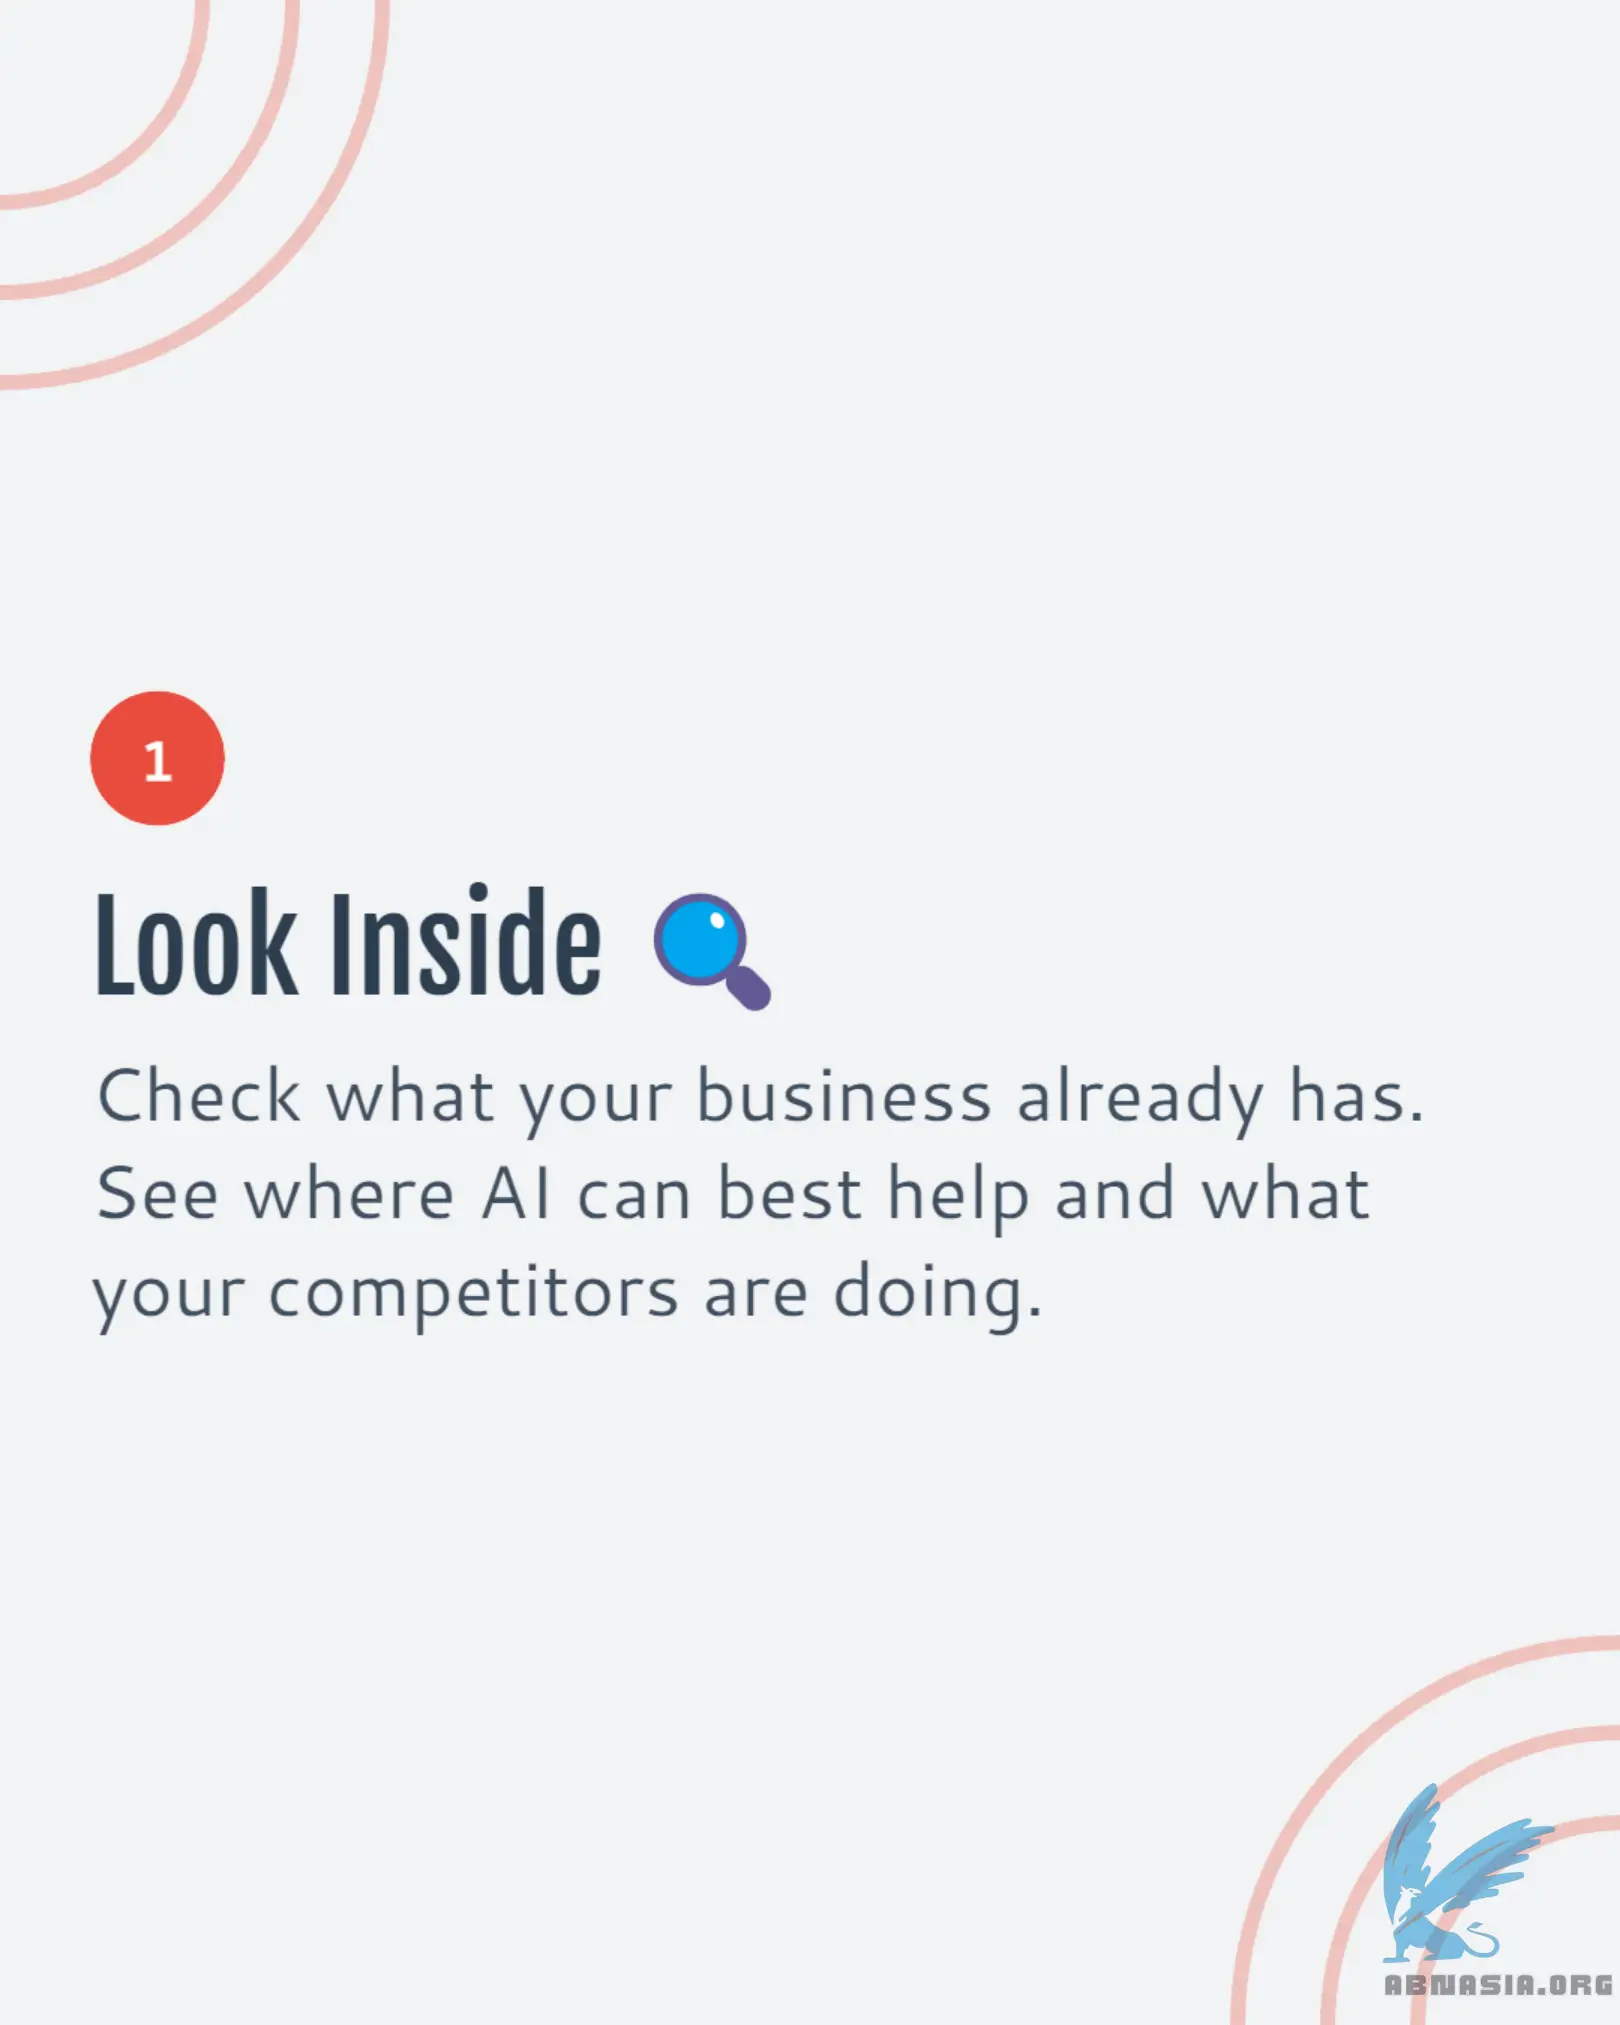 1
Look Inside 🔍
Check what your business already has.
See where AI can best help and what
your competitors are doing.
ABNASIA.ORG